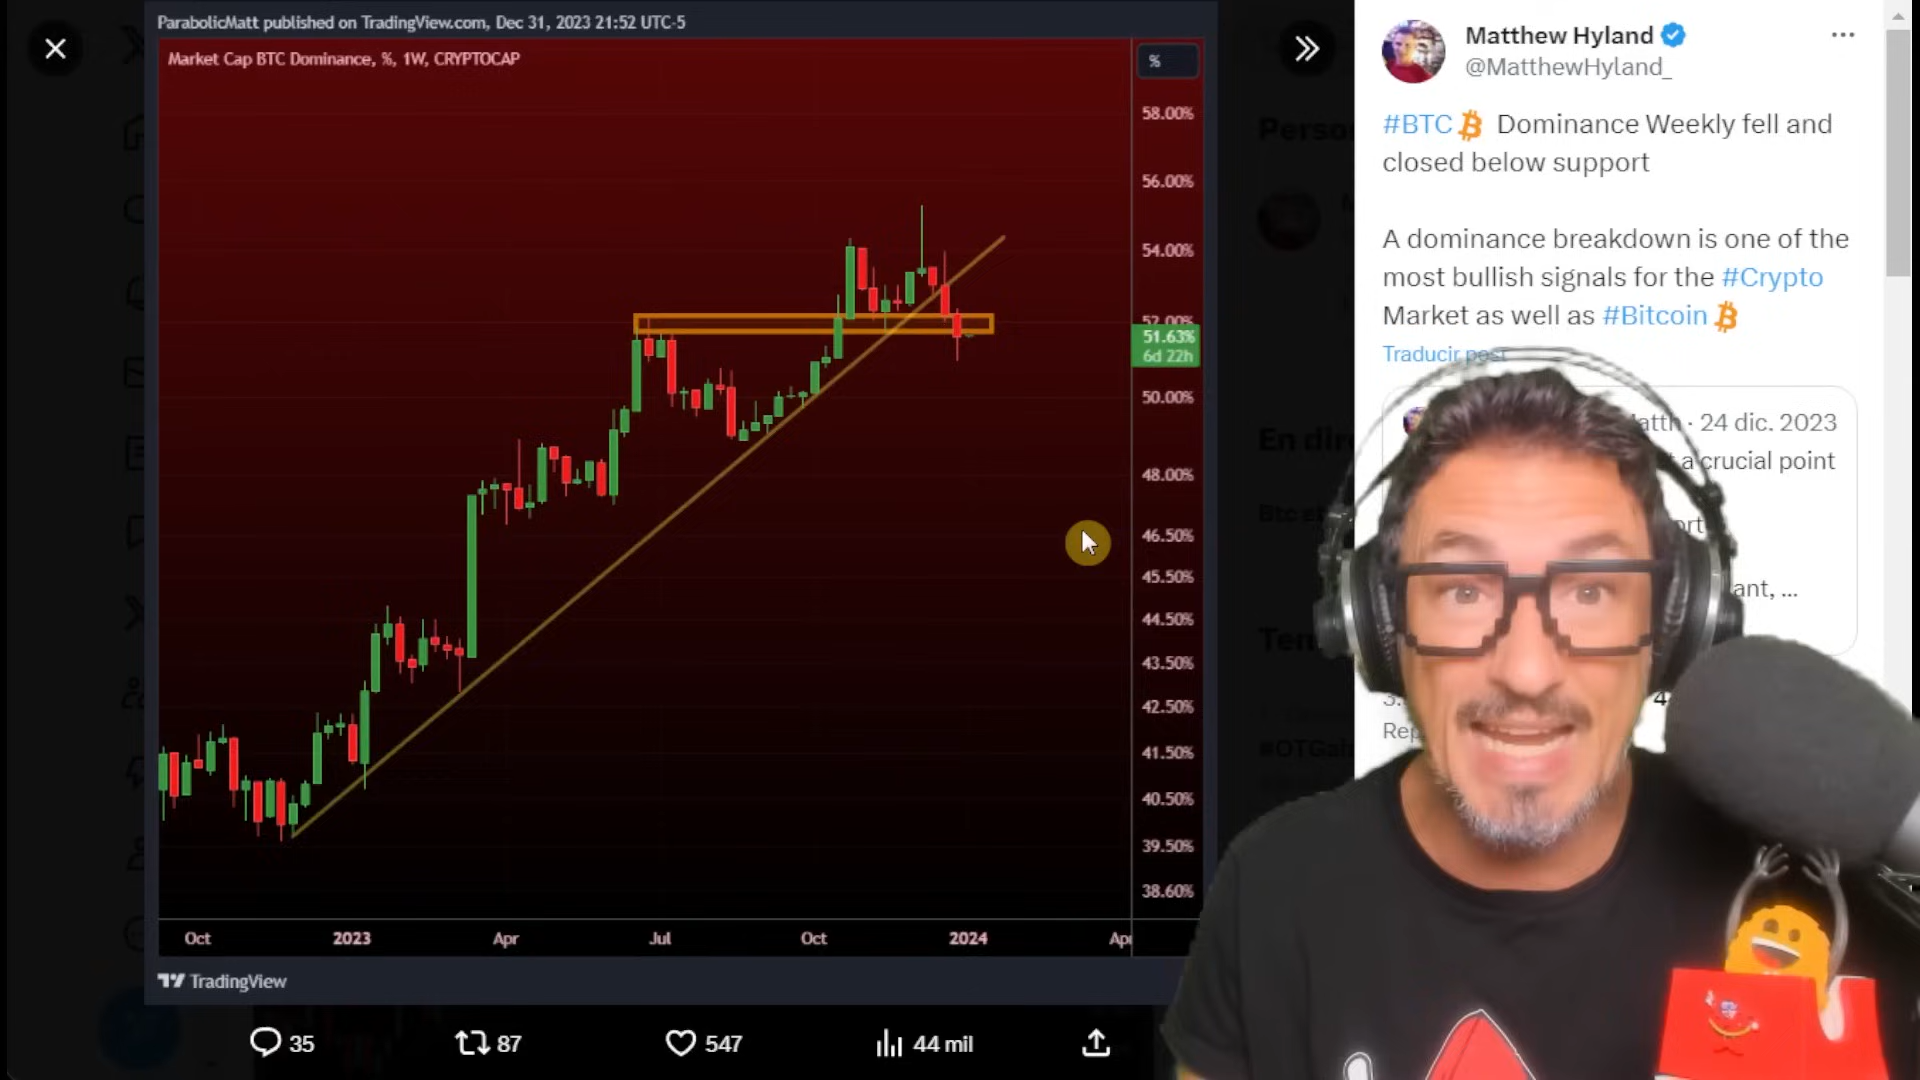 ParabolicMatt published on TradingView.com, Dec 31, 2023 21:52 UTC-5
Market Cap BTC Dominance, %, 1W, CRYPTOCAP
%
58.00%
56.00%
54.00%
52.00%
51.63%
6d 22h
50.00%
48.00%
46.50%
45.50%
44.50%
43.50%
42.50%
41.50%
40.50%
39.50%
38.60%
Oct 2023 Apr Jul Oct 2024
TradingView
35 87 547 44 mil
Matthew Hyland
@MatthewHyland_
#BTC Dominance Weekly fell and
closed below support
A dominance breakdown is one of the
most bullish signals for the #Crypto
Market as well as #Bitcoin
Traducir post
· 24 dic. 2023
a crucial point
...